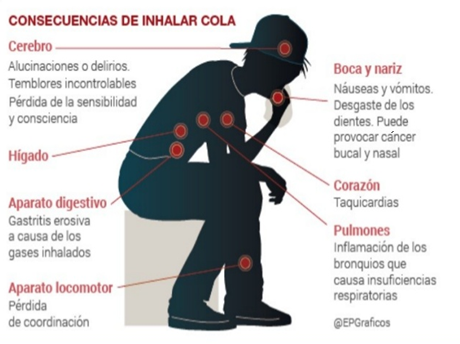 CONSECUENCIAS DE INHALAR COLA
Cerebro
Alucinaciones o delirios.
Temblores incontrolables
Pérdida de la sensibilidad
y consciencia
Hígado
Aparato digestivo
Gastritis erosiva
a causa de los
gases inhalados
Aparato locomotor
Pérdida
de coordinación
Boca y nariz
Náuseas y vómitos.
Desgaste de los
dientes. Puede
provocar cáncer
bucal y nasal
Corazón
Taquicardias
Pulmones
Inflamación de los
bronquios que
causa insuficiencias
respiratorias
@EPGraficos